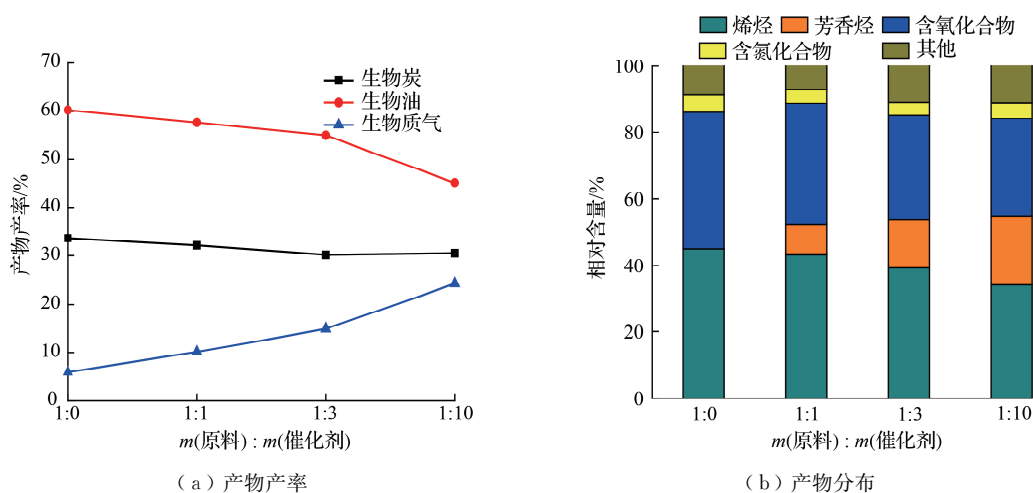 70
60
50
40
30
20
10
0
产物产率/%
生物炭
生物油
生物质气
1:0 1:1 1:3 1:10
m(原料) : m(催化剂)
（a）产物产率
烯烃 芳香烃 含氧化合物
含氮化合物 其他
100
80
60
40
20
0
相对含量/%
1:0 1:1 1:3 1:10
m(原料) : m(催化剂)
（b）产物分布